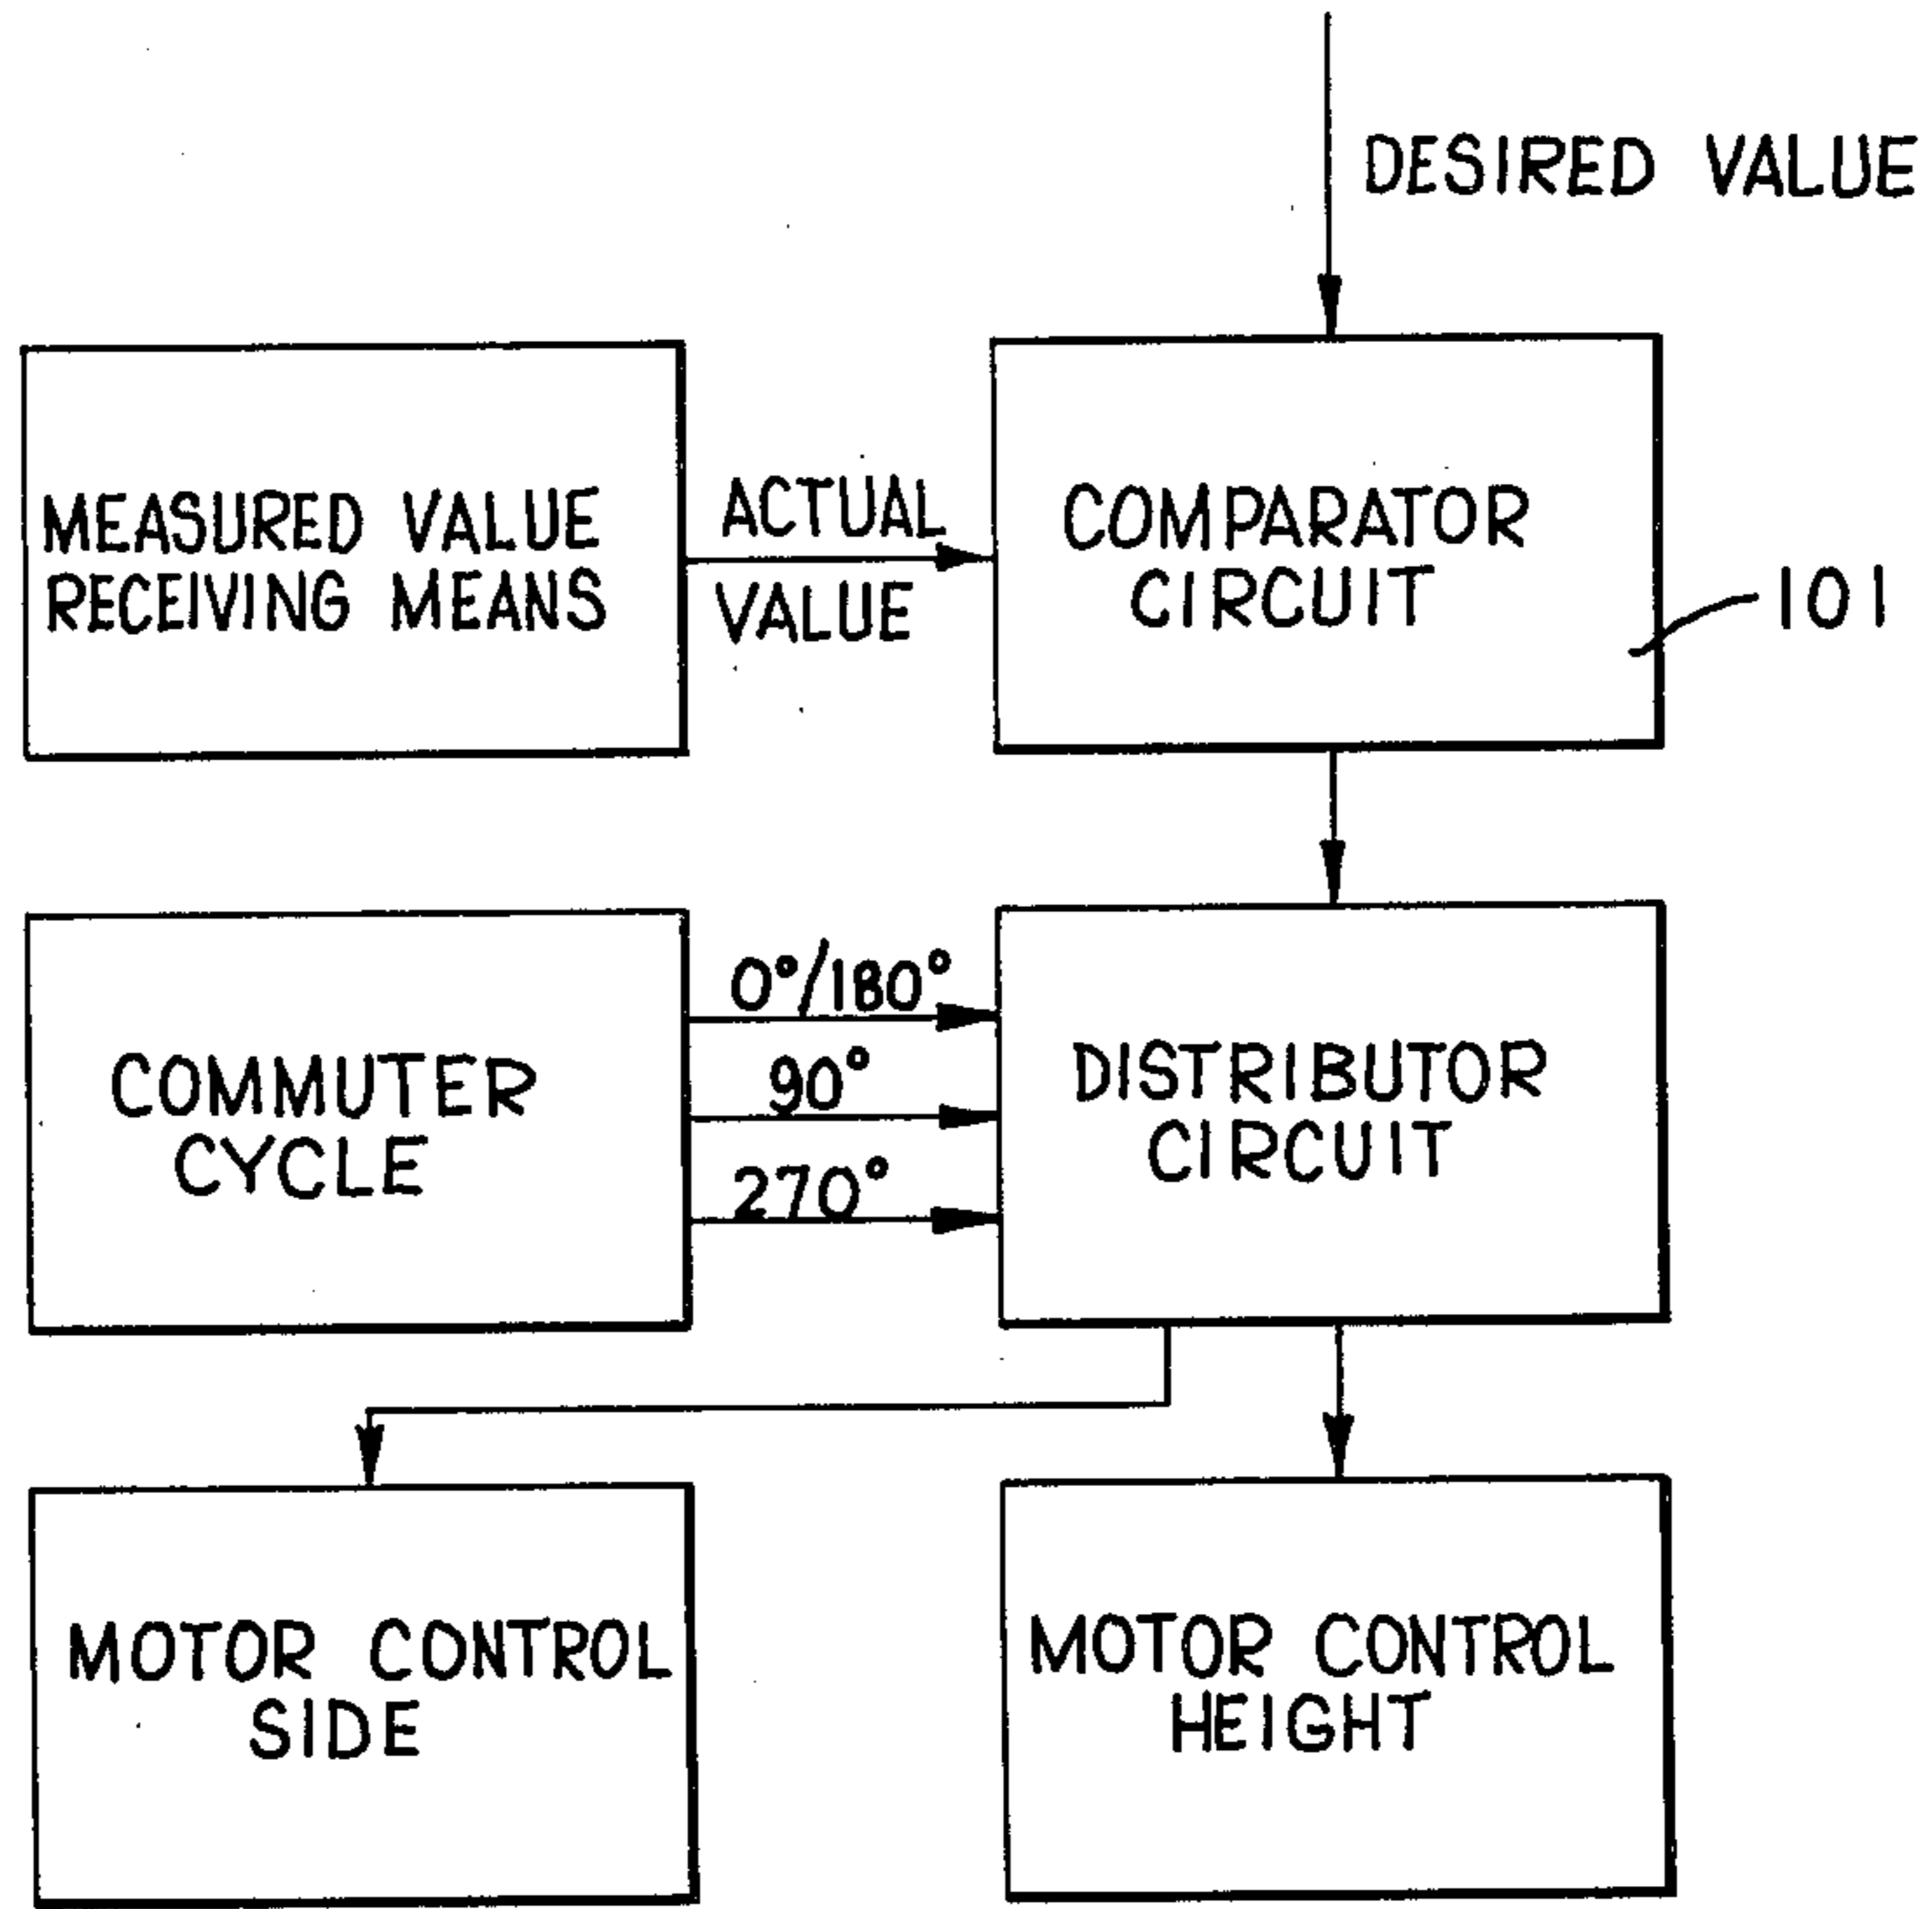 DESIRED VALUE
MEASURED VALUE
RECEIVING MEANS
ACTUAL
VALUE
COMPARATOR
CIRCUIT
101
COMMUTER
CYCLE
0°/180°
90°
270°
DISTRIBUTOR
CIRCUIT
MOTOR CONTROL
SIDE
MOTOR CONTROL
HEIGHT